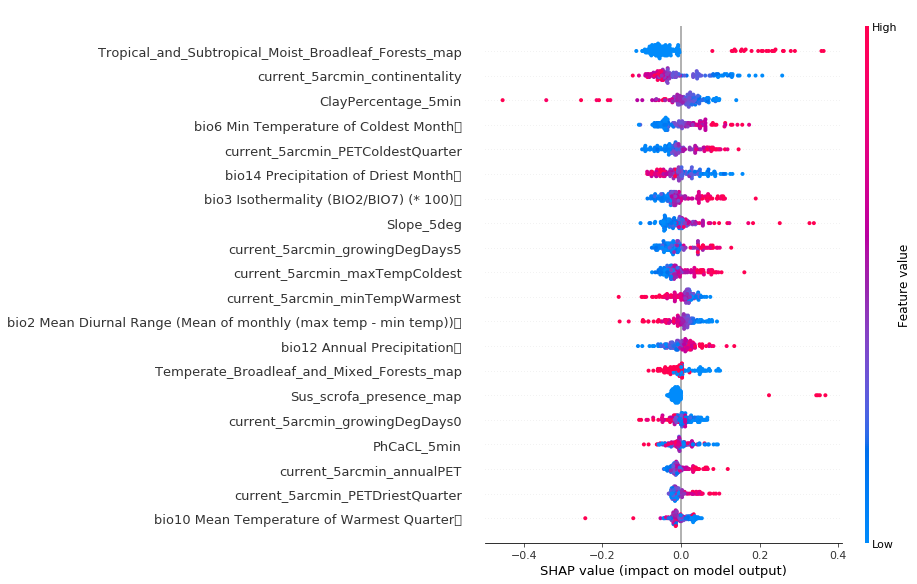 High
Tropical_and_Subtropical_Moist_Broadleaf_Forests_map
current_5arcmin_continentality
ClayPercentage_5min
bio6 Min Temperature of Coldest Month▯
current_5arcmin_PETColdestQuarter
bio14 Precipitation of Driest Month▯
bio3 Isothermality (BIO2/BIO7) (* 100)▯
Slope_5deg
current_5arcmin_growingDegDays5
current_5arcmin_maxTempColdest
current_5arcmin_minTempWarmest
bio2 Mean Diurnal Range (Mean of monthly (max temp - min temp))▯
bio12 Annual Precipitation▯
Temperate_Broadleaf_and_Mixed_Forests_map
Sus_scrofa_presence_map
current_5arcmin_growingDegDays0
PhCaCL_5min
current_5arcmin_annualPET
current_5arcmin_PETDriestQuarter
bio10 Mean Temperature of Warmest Quarter▯
Feature value
Low
−0.4 −0.2 0.0 0.2 0.4
SHAP value (impact on model output)